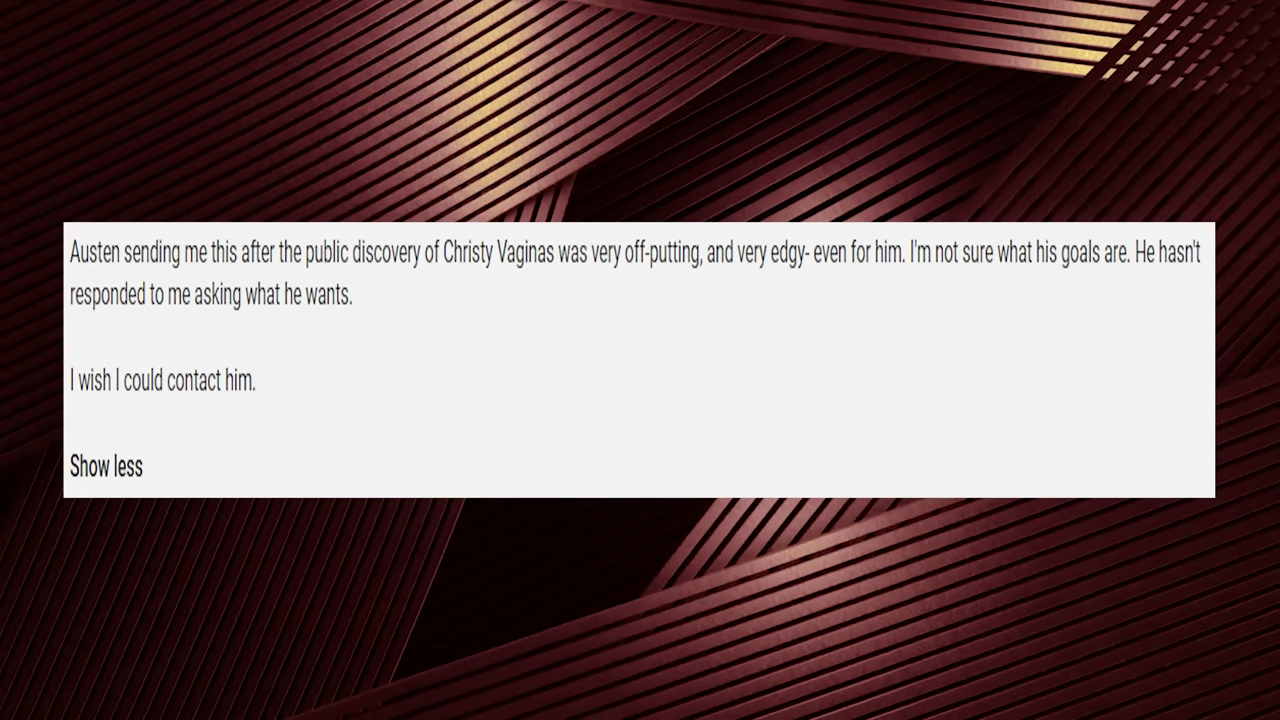 Austen sending me this after the public discovery of Christy Vaginas was very off-putting, and very edgy- even for him. I'm not sure what his goals are. He hasn't
responded to me asking what he wants.
I wish I could contact him.
Show less